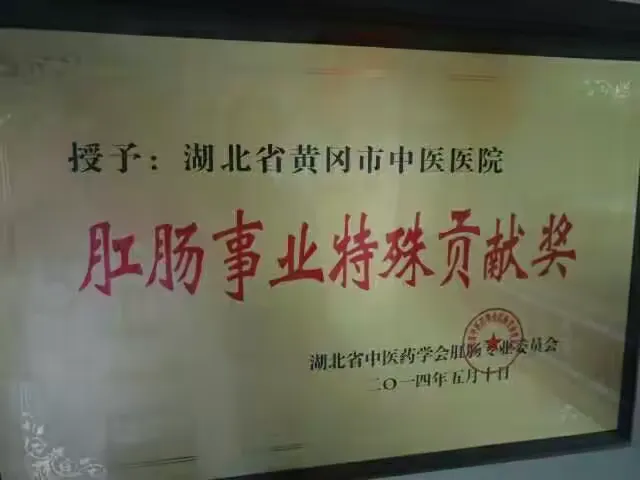 授予：湖北省黄冈市中医医院
肛肠事业特殊贡献奖
湖北省中医药学会肛肠专业委员会
二〇一四年五月十日